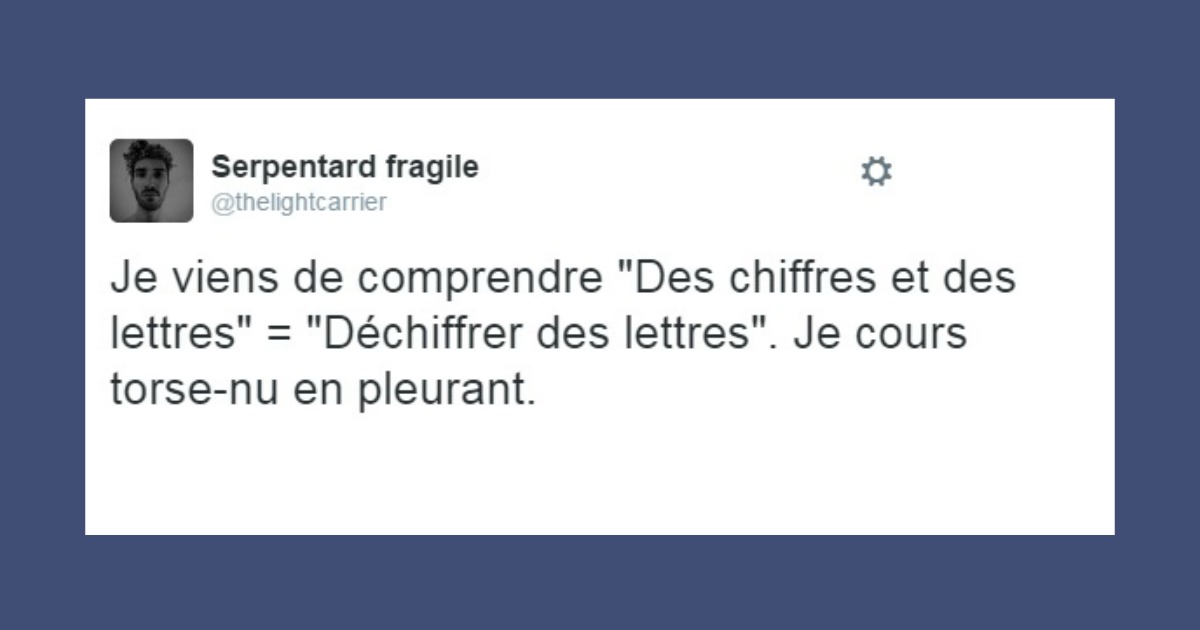 Serpentard fragile
@thelightcarrier
Je viens de comprendre "Des chiffres et des
lettres" = "Déchiffrer des lettres". Je cours
torse-nu en pleurant.